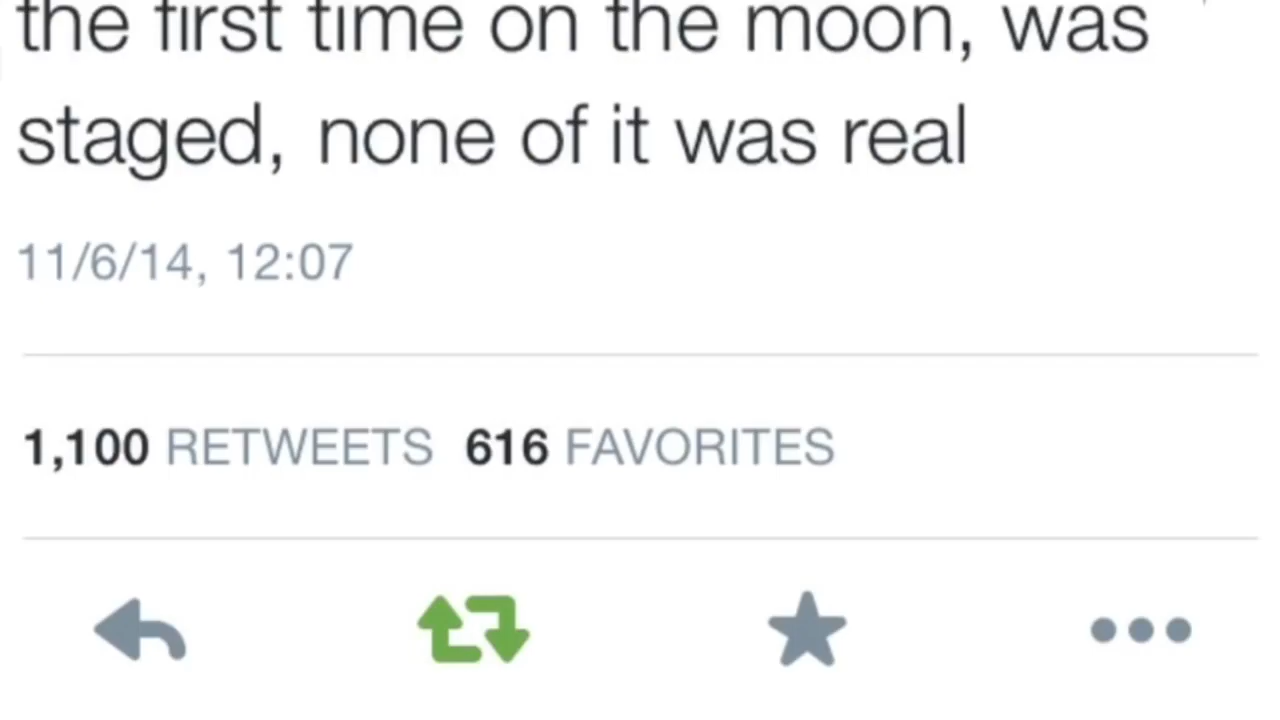 the first time on the moon, was
staged, none of it was real
11/6/14, 12:07
1,100 RETWEETS 616 FAVORITES